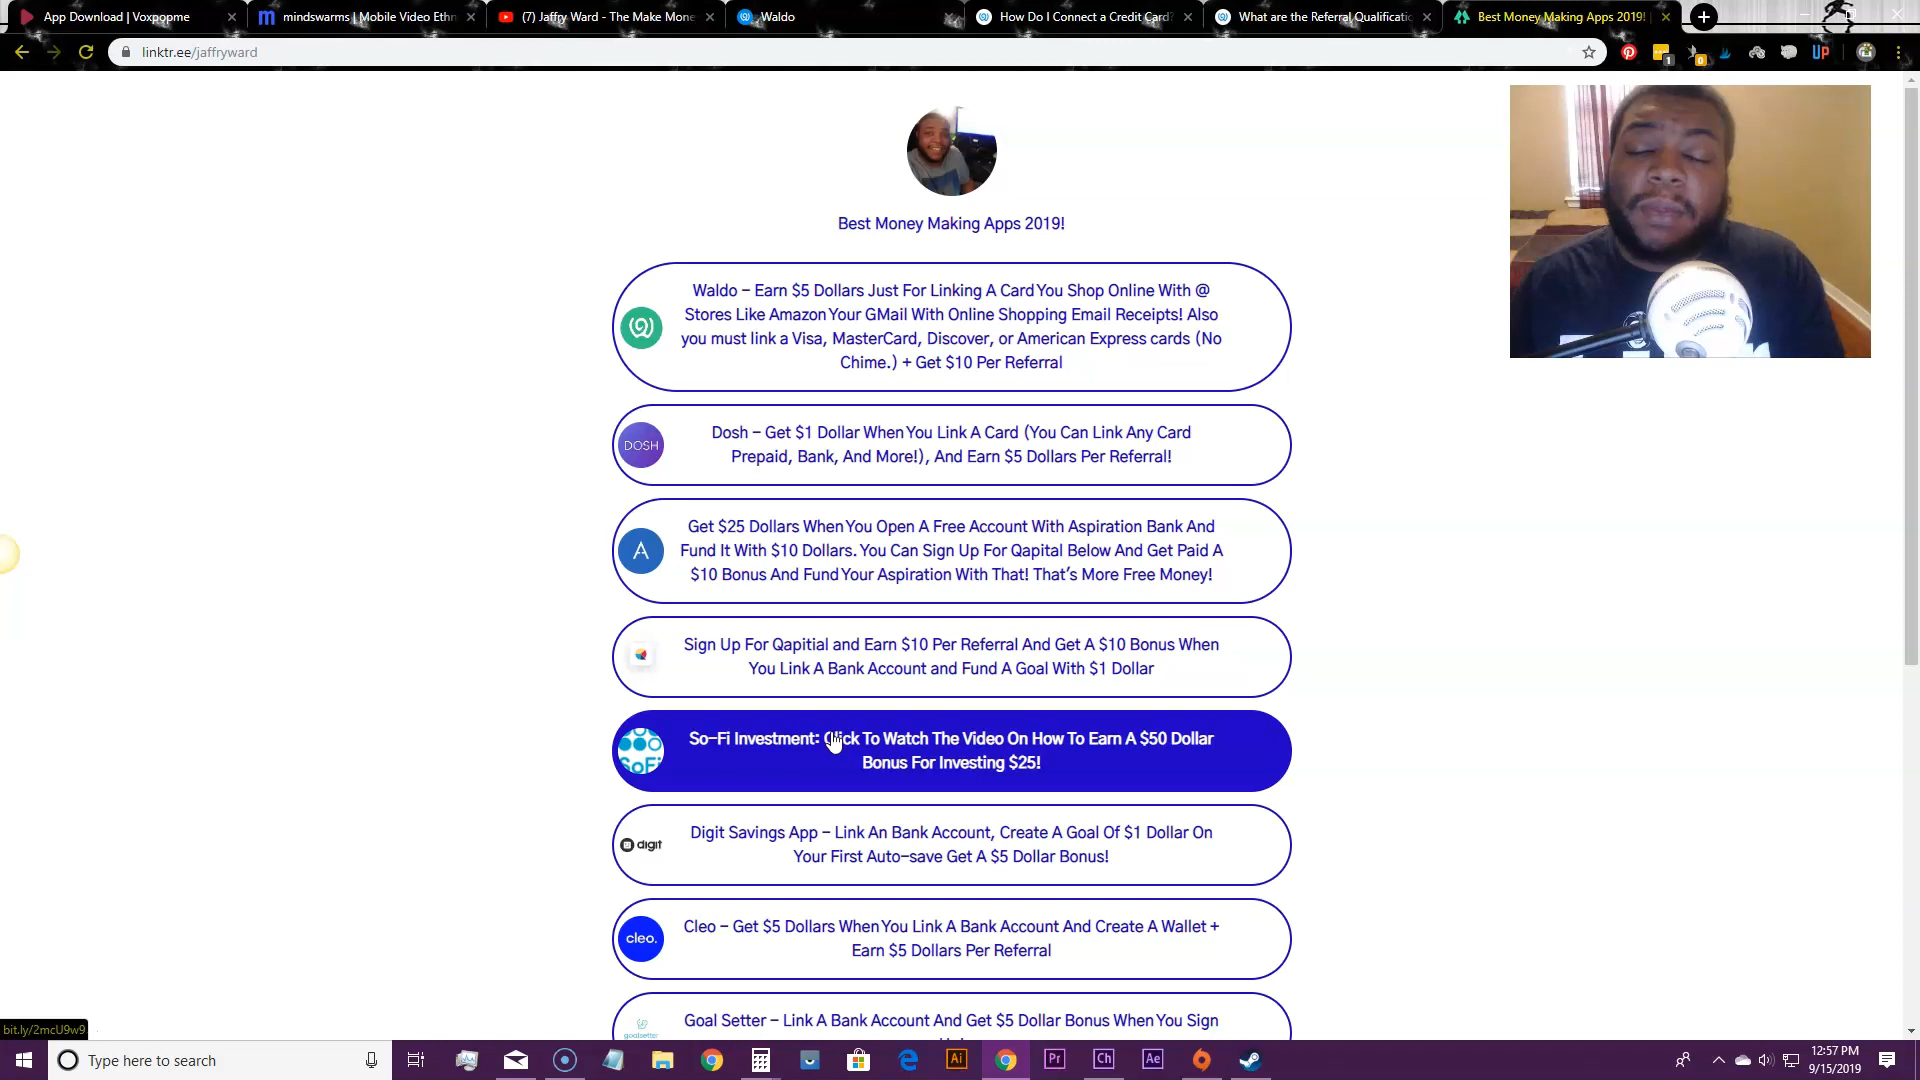 App Download | Voxpopme
mindswarms | Mobile Video Ethn
(7) Jaffry Ward - The Make Mone
Waldo
How Do I Connect a Credit Card?
What are the Referral Qualificatio
Best Money Making Apps 2019!
linktr.ee/jaffryward
1
0
UP
Best Money Making Apps 2019!
Waldo – Earn $5 Dollars Just For Linking A Card You Shop Online With @
Stores Like Amazon Your GMail With Online Shopping Email Receipts! Also
you must link a Visa, MasterCard, Discover, or American Express cards (No
Chime.) + Get $10 Per Referral
DOSH
Dosh – Get $1 Dollar When You Link A Card (You Can Link Any Card
Prepaid, Bank, And More!), And Earn $5 Dollars Per Referral!
A
Get $25 Dollars When You Open A Free Account With Aspiration Bank And
Fund It With $10 Dollars. You Can Sign Up For Qapital Below And Get Paid A
$10 Bonus And Fund Your Aspiration With That! That's More Free Money!
Sign Up For Qapitial and Earn $10 Per Referral And Get A $10 Bonus When
You Link A Bank Account and Fund A Goal With $1 Dollar
SoFi
So-Fi Investment: Click To Watch The Video On How To Earn A $50 Dollar
Bonus For Investing $25!
digit
Digit Savings App – Link An Bank Account, Create A Goal Of $1 Dollar On
Your First Auto-save Get A $5 Dollar Bonus!
cleo.
Cleo – Get $5 Dollars When You Link A Bank Account And Create A Wallet +
Earn $5 Dollars Per Referral
goalsetter
Goal Setter – Link A Bank Account And Get $5 Dollar Bonus When You Sign
bit.ly/2mcU9w9
Type here to search
Ai
Pr
Ch
Ae
12:57 PM
9/15/2019